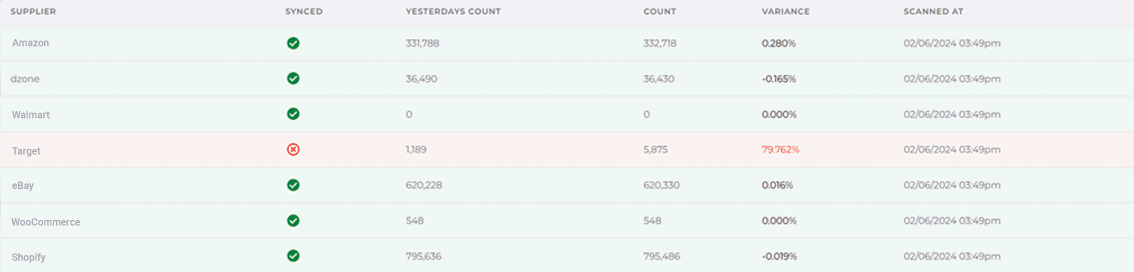 SUPPLIER SYNCED YESTERDAYS COUNT COUNT VARIANCE SCANNED AT
Amazon 331,788 332,718 0.280% 02/06/2024 03:49pm
dzone 36,490 36,430 -0.165% 02/06/2024 03:49pm
Walmart 0 0 0.000% 02/06/2024 03:49pm
Target 1,189 5,875 79.762% 02/06/2024 03:49pm
eBay 620,228 620,330 0.016% 02/06/2024 03:49pm
WooCommerce 548 548 0.000% 02/06/2024 03:49pm
Shopify 795,636 795,486 -0.019% 02/06/2024 03:49pm